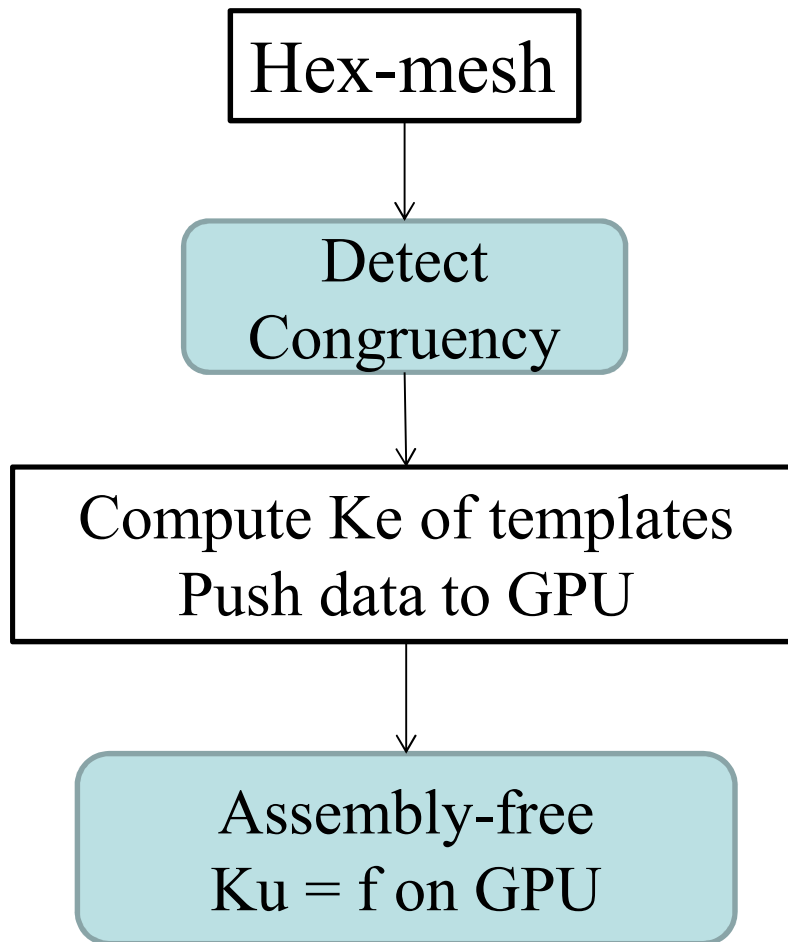 Hex-mesh
Detect
Congruency
Compute Ke of templates
Push data to GPU
Assembly-free
Ku = f on GPU